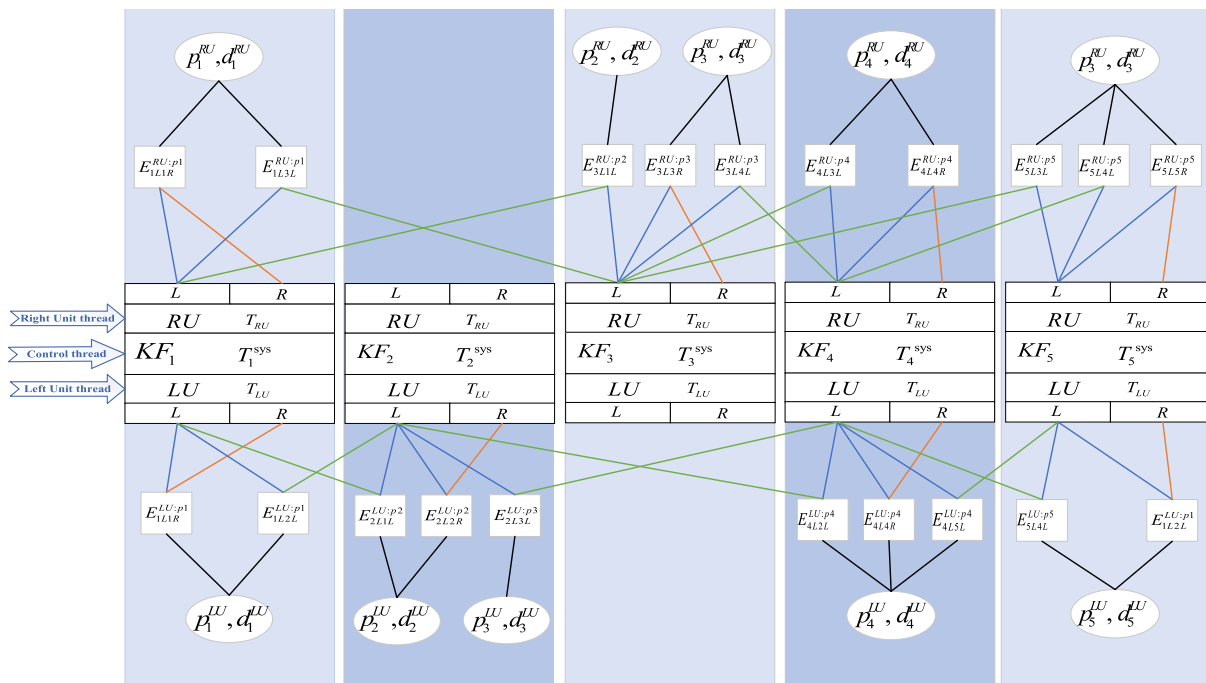 p_1^{RU}, d_1^{RU}
p_2^{RU}, d_2^{RU}
p_3^{RU}, d_3^{RU}
p_4^{RU}, d_4^{RU}
p_3^{RU}, d_3^{RU}
E_{1L1R}^{RU:p1}
E_{1L3L}^{RU:p1}
E_{3L1L}^{RU:p2}
E_{3L3R}^{RU:p3}
E_{3L4L}^{RU:p3}
E_{4L3L}^{RU:p4}
E_{4L4R}^{RU:p4}
E_{5L3L}^{RU:p5}
E_{5L4L}^{RU:p5}
E_{5L5R}^{RU:p5}
L R L R L R L R L R
Right Unit thread
RU T_{RU} RU T_{RU} RU T_{RU} RU T_{RU} RU T_{RU}
Control thread
KF_1 T_1^{sys} KF_2 T_2^{sys} KF_3 T_3^{sys} KF_4 T_4^{sys} KF_5 T_5^{sys}
Left Unit thread
LU T_{LU} LU T_{LU} LU T_{LU} LU T_{LU} LU T_{LU}
L R L R L R L R L R
E_{1L1R}^{LU:p1}
E_{1L2L}^{LU:p1}
E_{2L1L}^{LU:p2}
E_{2L2R}^{LU:p2}
E_{2L3L}^{LU:p3}
E_{4L2L}^{LU:p4}
E_{4L4R}^{LU:p4}
E_{4L5L}^{LU:p4}
E_{5L4L}^{LU:p5}
E_{1L2L}^{LU:p1}
p_1^{LU}, d_1^{LU}
p_2^{LU}, d_2^{LU}
p_3^{LU}, d_3^{LU}
p_4^{LU}, d_4^{LU}
p_5^{LU}, d_5^{LU}